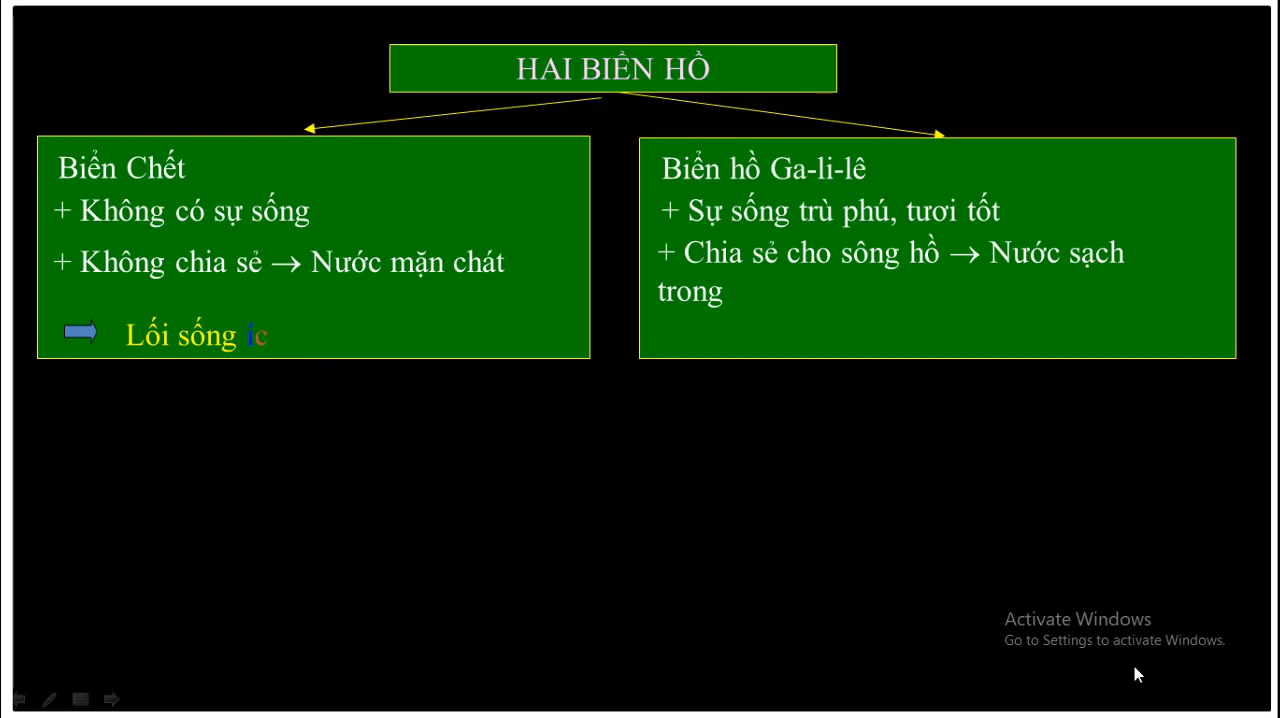 HAI BIỂN HỒ
Biển Chết
+ Không có sự sống
+ Không chia sẻ → Nước mặn chát
Lối sống íc
Biển hồ Ga-li-lê
+ Sự sống trù phú, tươi tốt
+ Chia sẻ cho sông hồ → Nước sạch
trong
Activate Windows
Go to Settings to activate Windows.